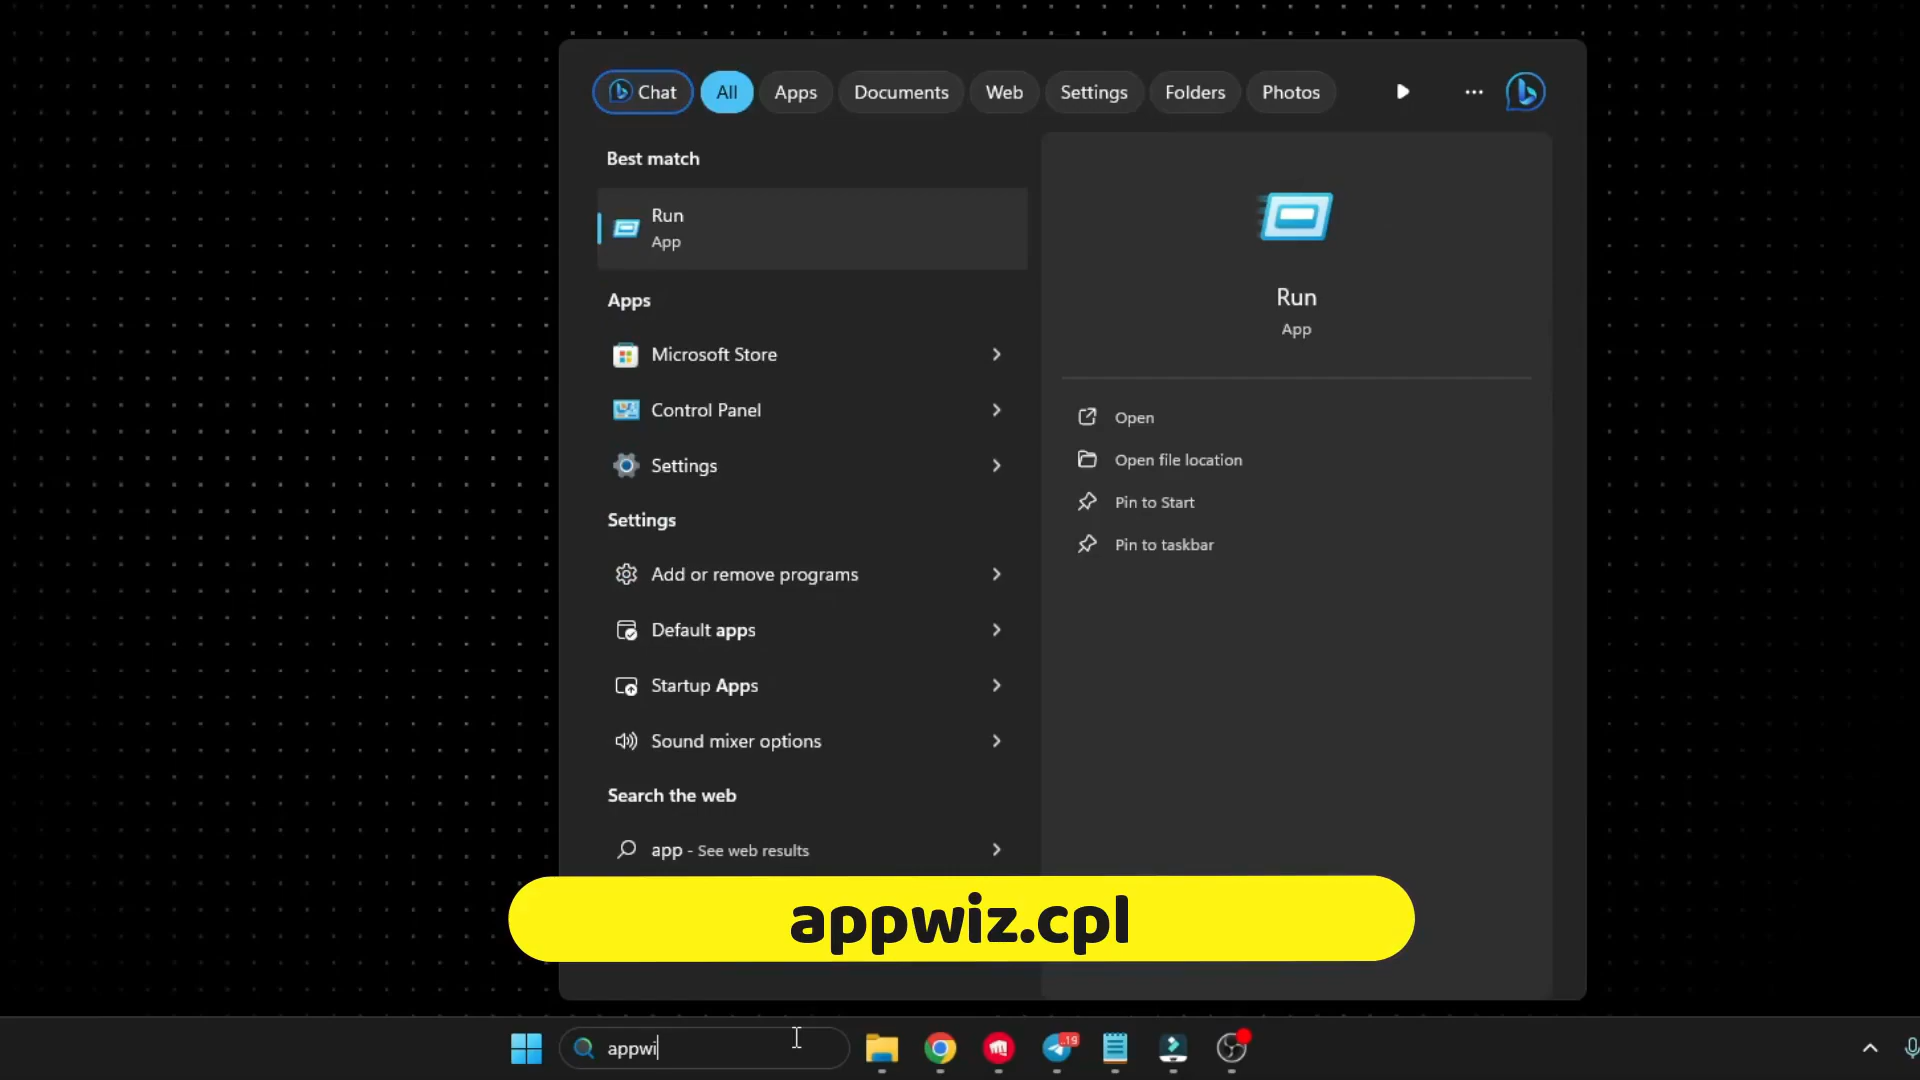 Chat
All
Apps
Documents
Web
Settings
Folders
Photos
Best match
Run
App
Apps
Microsoft Store
Control Panel
Settings
Settings
Add or remove programs
Default apps
Startup Apps
Sound mixer options
Search the web
app - See web results
Run
App
Open
Open file location
Pin to Start
Pin to taskbar
appwiz.cpl
appwi
19